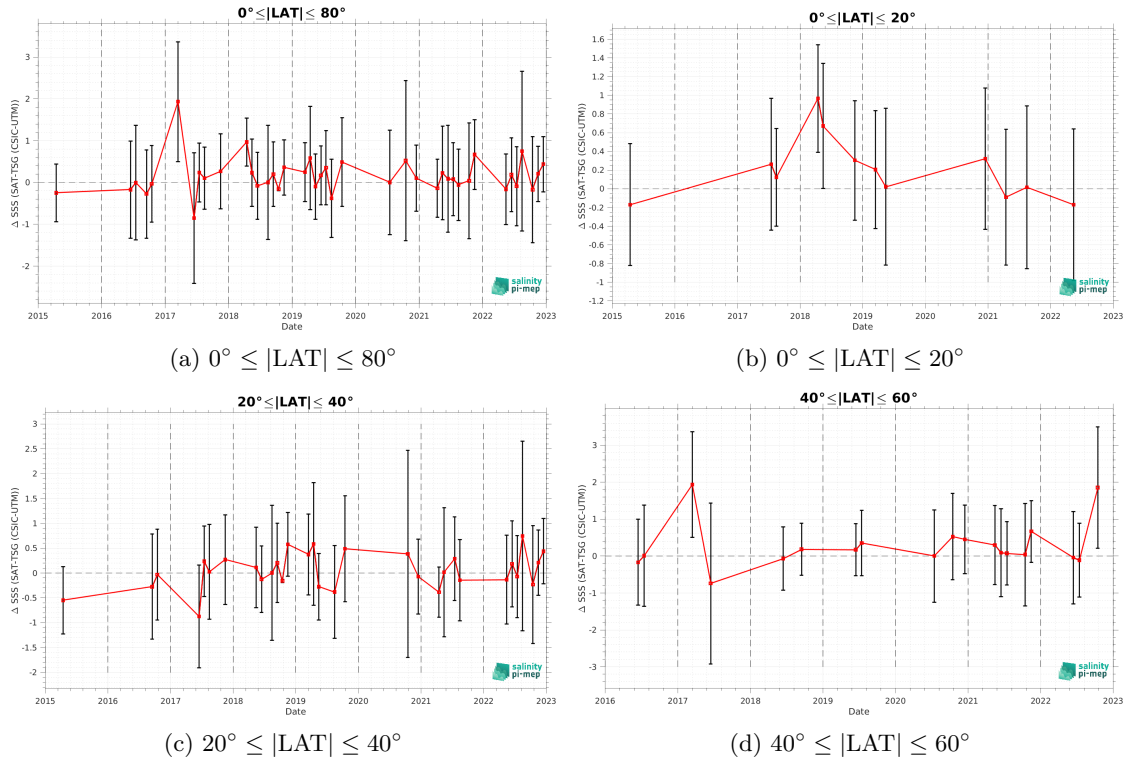 0°≤|LAT|≤ 80°
Δ SSS (SAT-TSG (CSIC-UTM))
3
2
1
0
-1
-2
salinity
pi-mep
2015 2016 2017 2018 2019 2020 2021 2022 2023
Date
(a) 0° ≤ |LAT| ≤ 80°
0°≤|LAT|≤ 20°
Δ SSS (SAT-TSG (CSIC-UTM))
1.6
1.4
1.2
1
0.8
0.6
0.4
0.2
0
-0.2
-0.4
-0.6
-0.8
-1
-1.2
salinity
pi-mep
2015 2016 2017 2018 2019 2020 2021 2022 2023
Date
(b) 0° ≤ |LAT| ≤ 20°
20°≤|LAT|≤ 40°
Δ SSS (SAT-TSG (CSIC-UTM))
3
2.5
2
1.5
1
0.5
0
-0.5
-1
-1.5
-2
salinity
pi-mep
2015 2016 2017 2018 2019 2020 2021 2022 2023
Date
(c) 20° ≤ |LAT| ≤ 40°
40°≤|LAT|≤ 60°
Δ SSS (SAT-TSG (CSIC-UTM))
3
2
1
0
-1
-2
-3
salinity
pi-mep
2016 2017 2018 2019 2020 2021 2022 2023
Date
(d) 40° ≤ |LAT| ≤ 60°